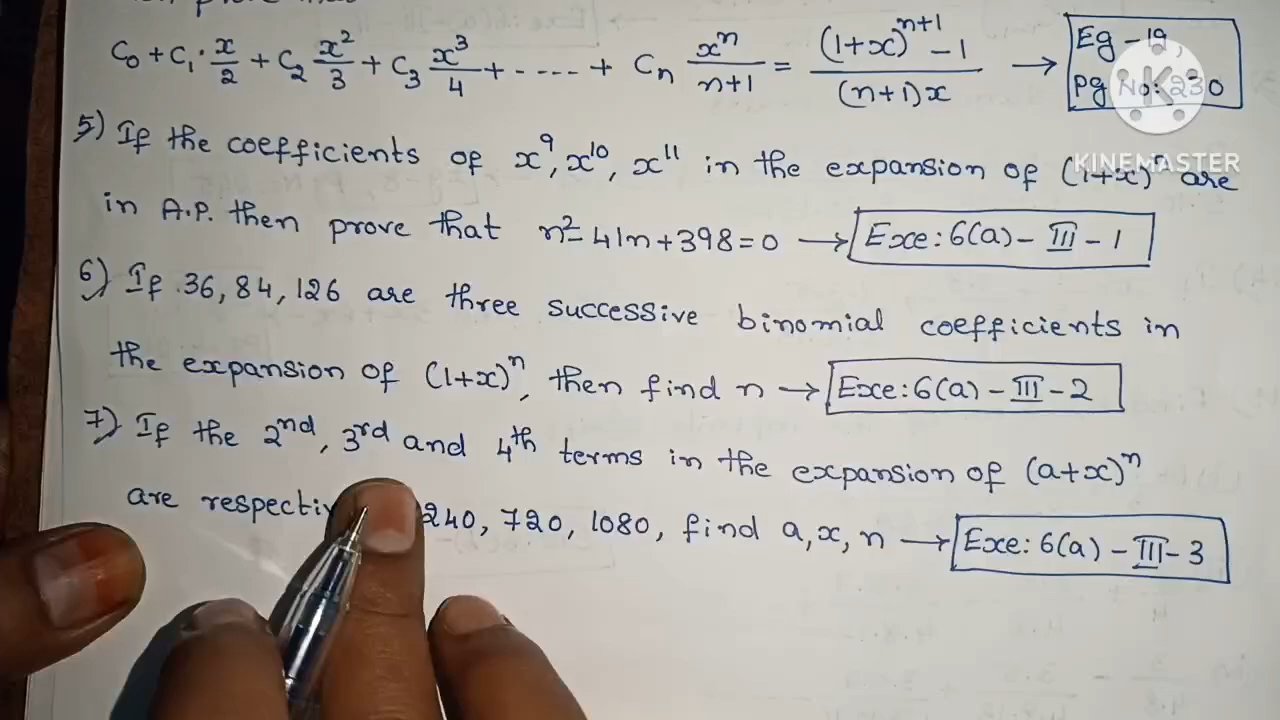 C₀ + C₁·x/2 + C₂ x²/3 + C₃ x³/4 + ---- + Cₙ xⁿ/n+1 = (1+x)ⁿ⁺¹ - 1/(n+1)x → Eg - 19,
Pg No: 230
KINEMASTER
5) If the coefficients of x⁹, x¹⁰, x¹¹ in the expansion of (1+x)ⁿ are
in A.P. then prove that n² - 41n + 398 = 0 → Exe: 6(a) - III - 1
6) If 36, 84, 126 are three successive binomial coefficients in
the expansion of (1+x)ⁿ, then find n → Exe: 6(a) - III - 2
7) If the 2nd, 3rd and 4th terms in the expansion of (a+x)ⁿ
are 240, 720, 1080, find a, x, n → Exe: 6(a) - III - 3